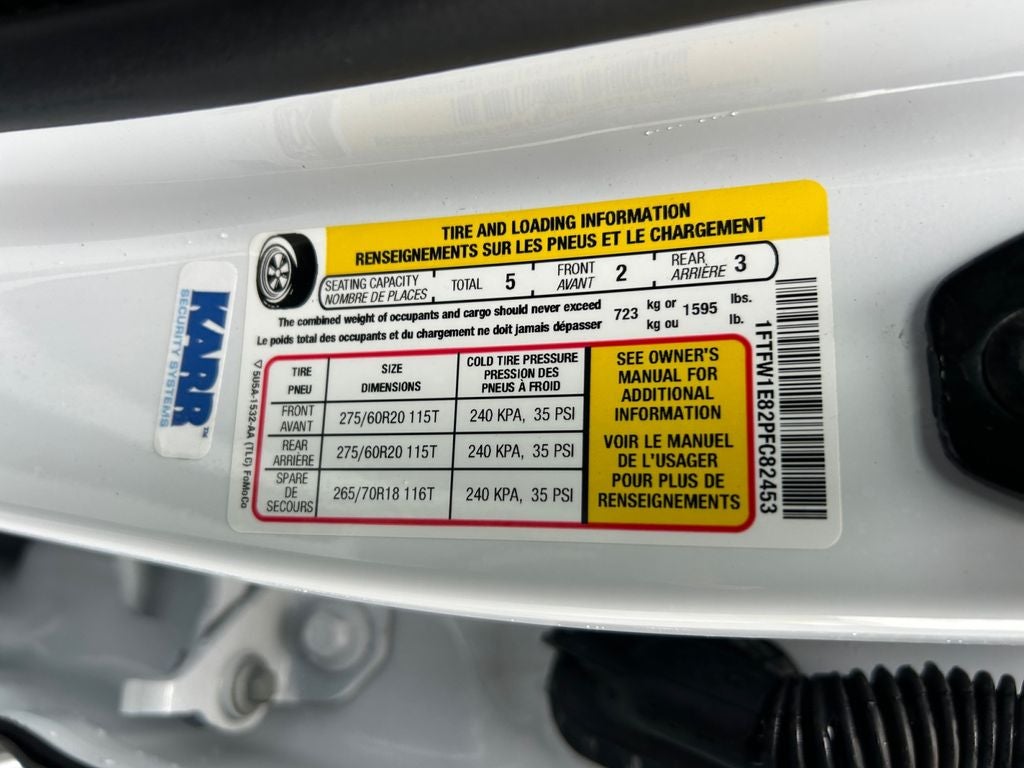 TIRE AND LOADING INFORMATION
RENSEIGNEMENTS SUR LES PNEUS ET LE CHARGEMENT
SEATING CAPACITY
NOMBRE DE PLACES
TOTAL 5
FRONT
AVANT
2
REAR
ARRIÈRE
3
The combined weight of occupants and cargo should never exceed
Le poids total des occupants et du chargement ne doit jamais dépasser
723
kg or
kg ou
1595
lbs.
lb.
TIRE
PNEU
SIZE
DIMENSIONS
COLD TIRE PRESSURE
PRESSION DES
PNEUS À FROID
FRONT
AVANT
275/60R20 115T
240 KPA, 35 PSI
REAR
ARRIÈRE
275/60R20 115T
240 KPA, 35 PSI
SPARE
DE
SECOURS
265/70R18 116T
240 KPA, 35 PSI
SEE OWNER'S
MANUAL FOR
ADDITIONAL
INFORMATION
VOIR LE MANUEL
DE L'USAGER
POUR PLUS DE
RENSEIGNEMENTS
1FTFW1E82PFC82453
5U5A-1532-AA (TLC) FoMoCo
KARR™
SECURITY SYSTEMS